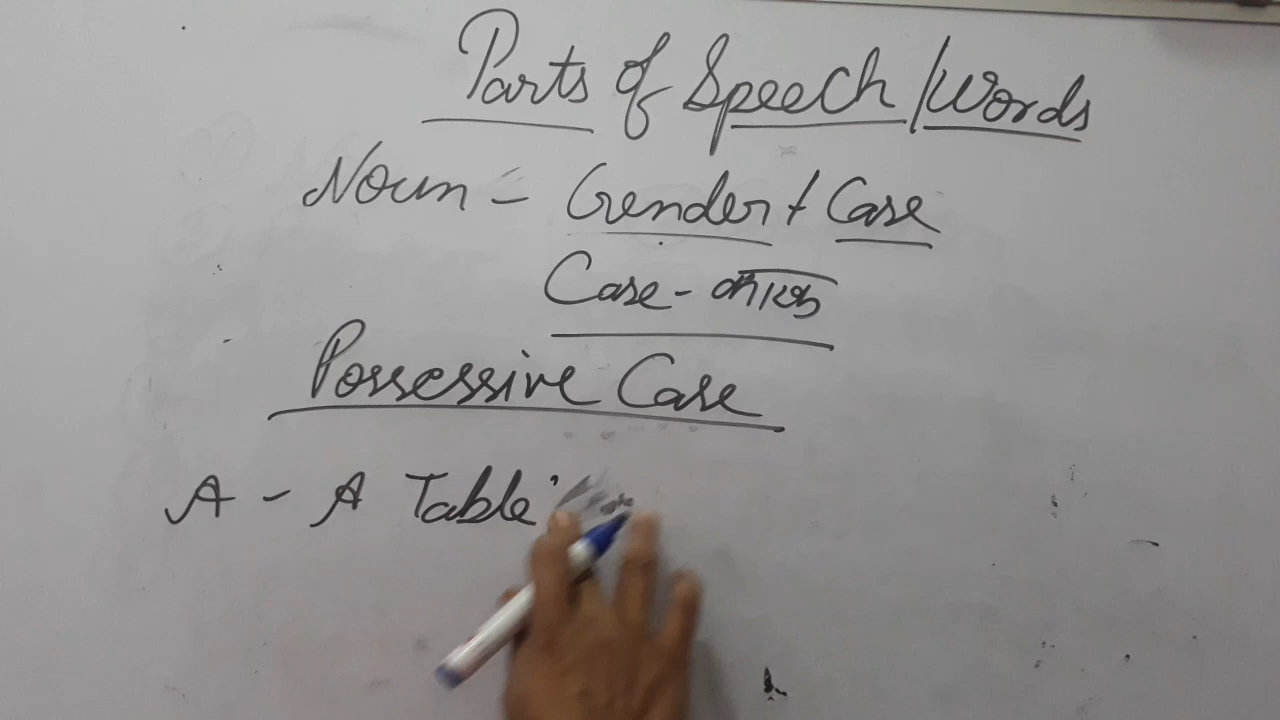 Parts of Speech / Words
Noun - Gender + Case
Case - कारक
Possessive Case
A - A Table'